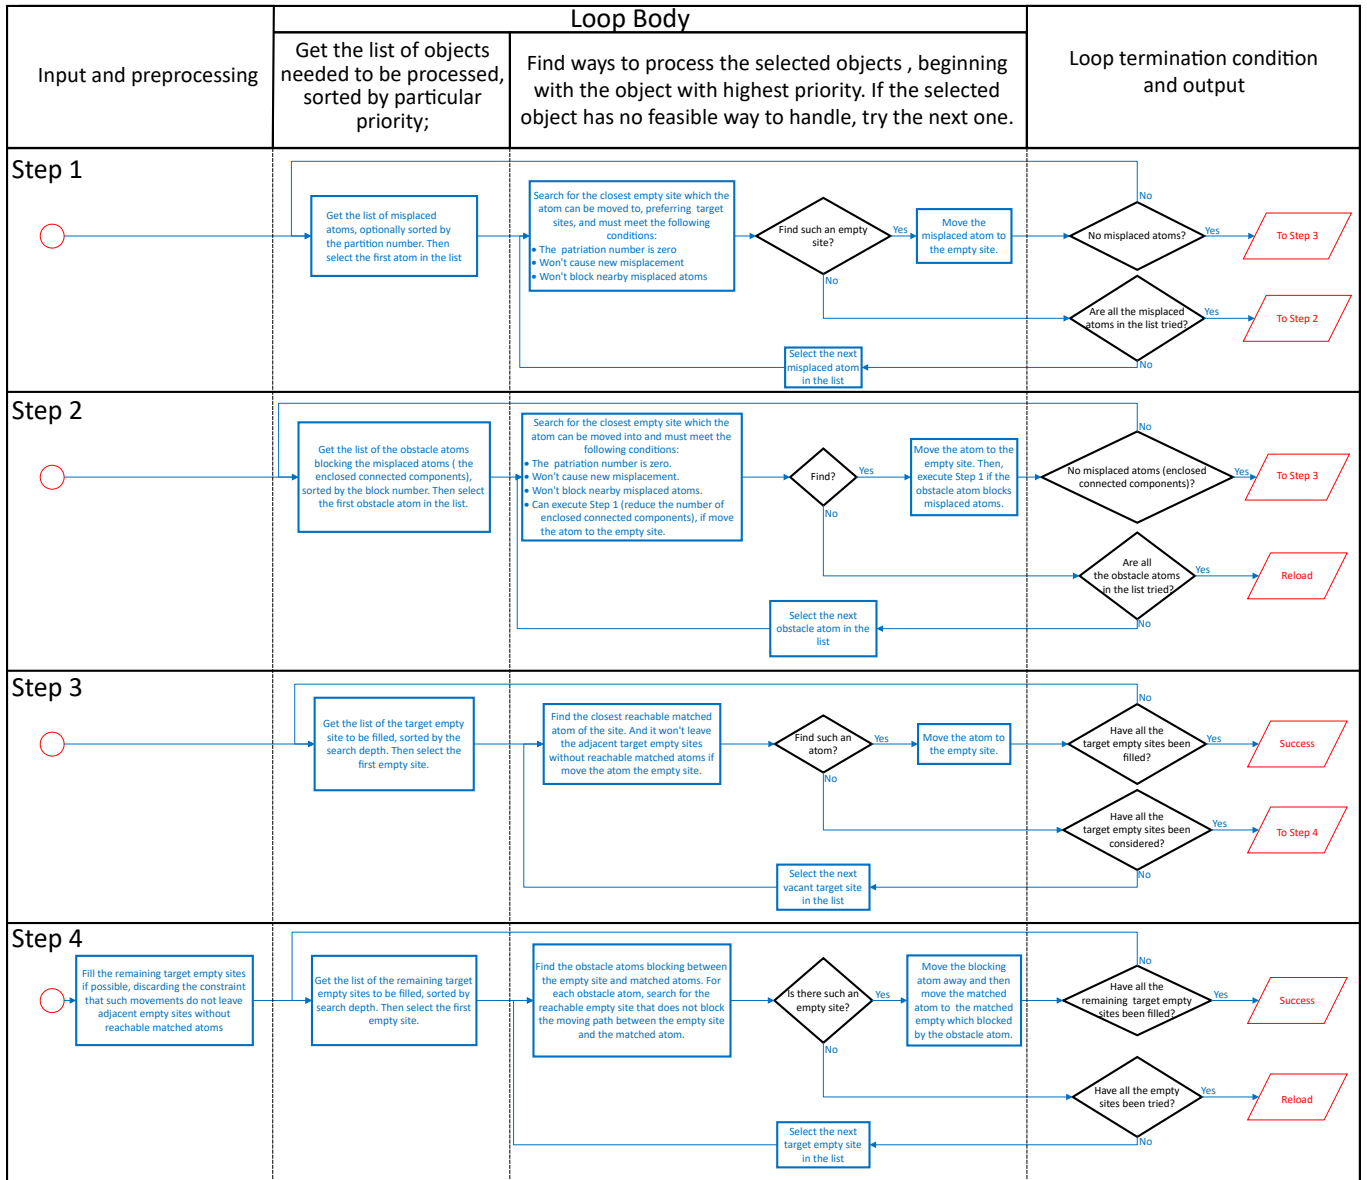 Loop Body
Input and preprocessing
Get the list of objects
needed to be processed,
sorted by particular
priority;
Find ways to process the selected objects , beginning
with the object with highest priority. If the selected
object has no feasible way to handle, try the next one.
Loop termination condition
and output
Step 1
Get the list of misplaced
atoms, optionally sorted by
the partition number. Then
select the first atom in the list
Search for the closest empty site which the
atom can be moved to, preferring target
sites, and must meet the following
conditions:
• The patriation number is zero
• Won't cause new misplacement
• Won't block nearby misplaced atoms
Find such an empty
site?
Yes
No
Move the
misplaced atom to
the empty site.
No
No misplaced atoms?
Yes
To Step 3
Are all the misplaced
atoms in the list tried?
Yes
To Step 2
No
Select the next
misplaced atom
in the list
Step 2
Get the list of the obstacle atoms
blocking the misplaced atoms ( the
enclosed connected components),
sorted by the block number. Then select
the first obstacle atom in the list.
Search for the closest empty site which the
atom can be moved into and must meet the
following conditions:
• The patriation number is zero.
• Won't cause new misplacement.
• Won't block nearby misplaced atoms.
• Can execute Step 1 (reduce the number of
enclosed connected components), if move
the atom to the empty site.
Find?
Yes
No
Move the atom to the
empty site. Then,
execute Step 1 if the
obstacle atom blocks
misplaced atoms.
No
No misplaced atoms (enclosed
connected components)?
Yes
To Step 3
Are all
the obstacle atoms
in the list tried?
Yes
Reload
No
Select the next
obstacle atom in the
list
Step 3
Get the list of the target empty
site to be filled, sorted by the
search depth. Then select the
first empty site.
Find the closest reachable matched
atom of the site. And it won't leave
the adjacent target empty sites
without reachable matched atoms if
move the atom the empty site.
Find such an
atom?
Yes
No
Move the atom to
the empty site.
No
Have all the
target empty sites been
filled?
Yes
Success
Have all the
target empty sites been
considered?
Yes
To Step 4
No
Select the next
vacant target site
in the list
Step 4
Fill the remaining target empty sites
if possible, discarding the constraint
that such movements do not leave
adjacent empty sites without
reachable matched atoms
Get the list of the remaining target
empty sites to be filled, sorted by
search depth. Then select the first
empty site.
Find the obstacle atoms blocking between
the empty site and matched atoms. For
each obstacle atom, search for the
reachable empty site that does not block
the moving path between the empty site
and the matched atom.
Is there such an
empty site?
Yes
No
Move the blocking
atom away and then
move the matched
atom to the matched
empty which blocked
by the obstacle atom.
No
Have all the
remaining target empty
sites been filled?
Yes
Success
Have all the empty
sites been tried?
Yes
Reload
No
Select the next
target empty site
in the list